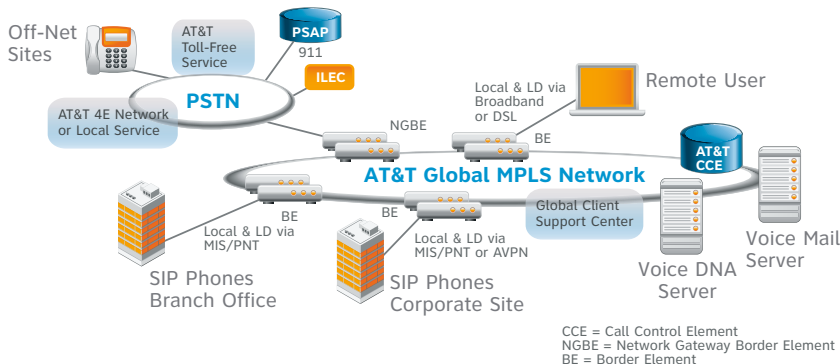 Off-Net
Sites
AT&T
Toll-Free
Service
PSAP
911
ILEC
PSTN
AT&T 4E Network
or Local Service
NGBE
Local & LD via
Broadband
or DSL
BE
Remote User
AT&T
CCE
AT&T Global MPLS Network
BE
BE
Global Client
Support Center
Local & LD via
MIS/PNT
Local & LD via
MIS/PNT or AVPN
SIP Phones
Branch Office
SIP Phones
Corporate Site
Voice DNA
Server
Voice Mail
Server
CCE = Call Control Element
NGBE = Network Gateway Border Element
BE = Border Element